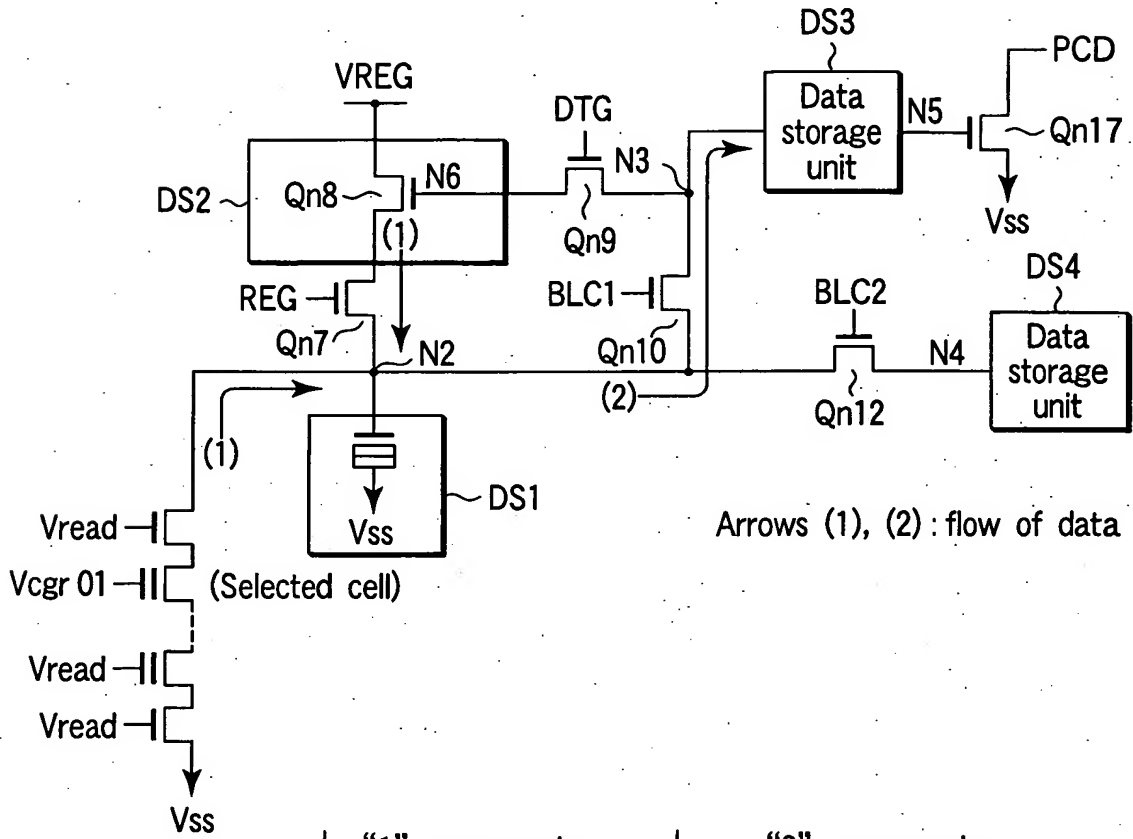 DS3
PCD
VREG
DTG
Data
storage
unit
N5
Qn17
N3
N6
Qn8
DS2
Vss
(1)
Qn9
DS4
REG
BLC1
BLC2
Data
storage
unit
Qn7
N2
Qn10
N4
(2)
Qn12
(1)
DS1
Vss
Arrows (1), (2) : flow of data
Vread
Vcgr 01
(Selected cell)
Vread
Vread
Vss